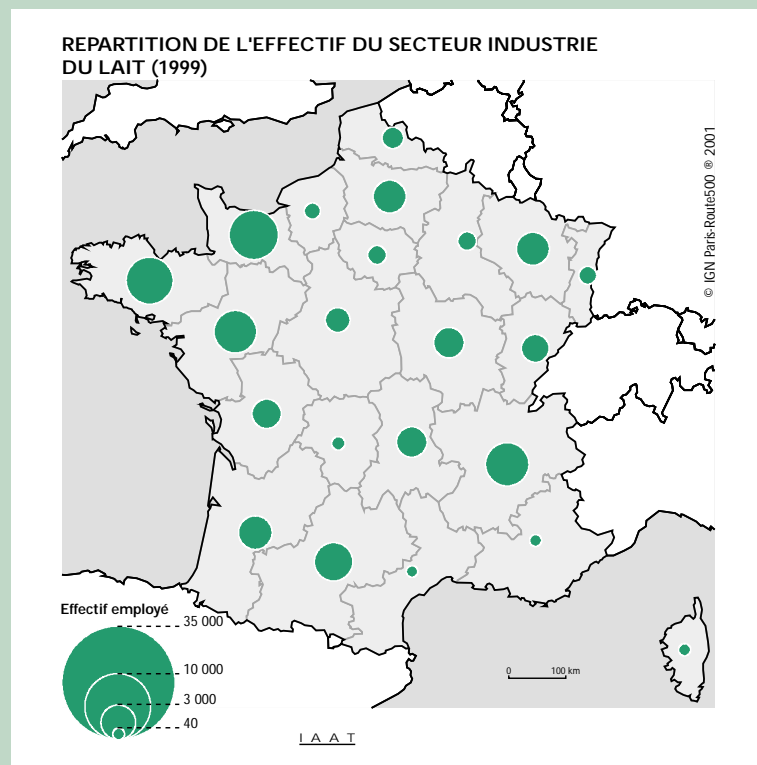 REPARTITION DE L'EFFECTIF DU SECTEUR INDUSTRIE
DU LAIT (1999)
© IGN Paris-Route500 ® 2001
Effectif employé
35 000
10 000
3 000
40
0 100 km
I A A T